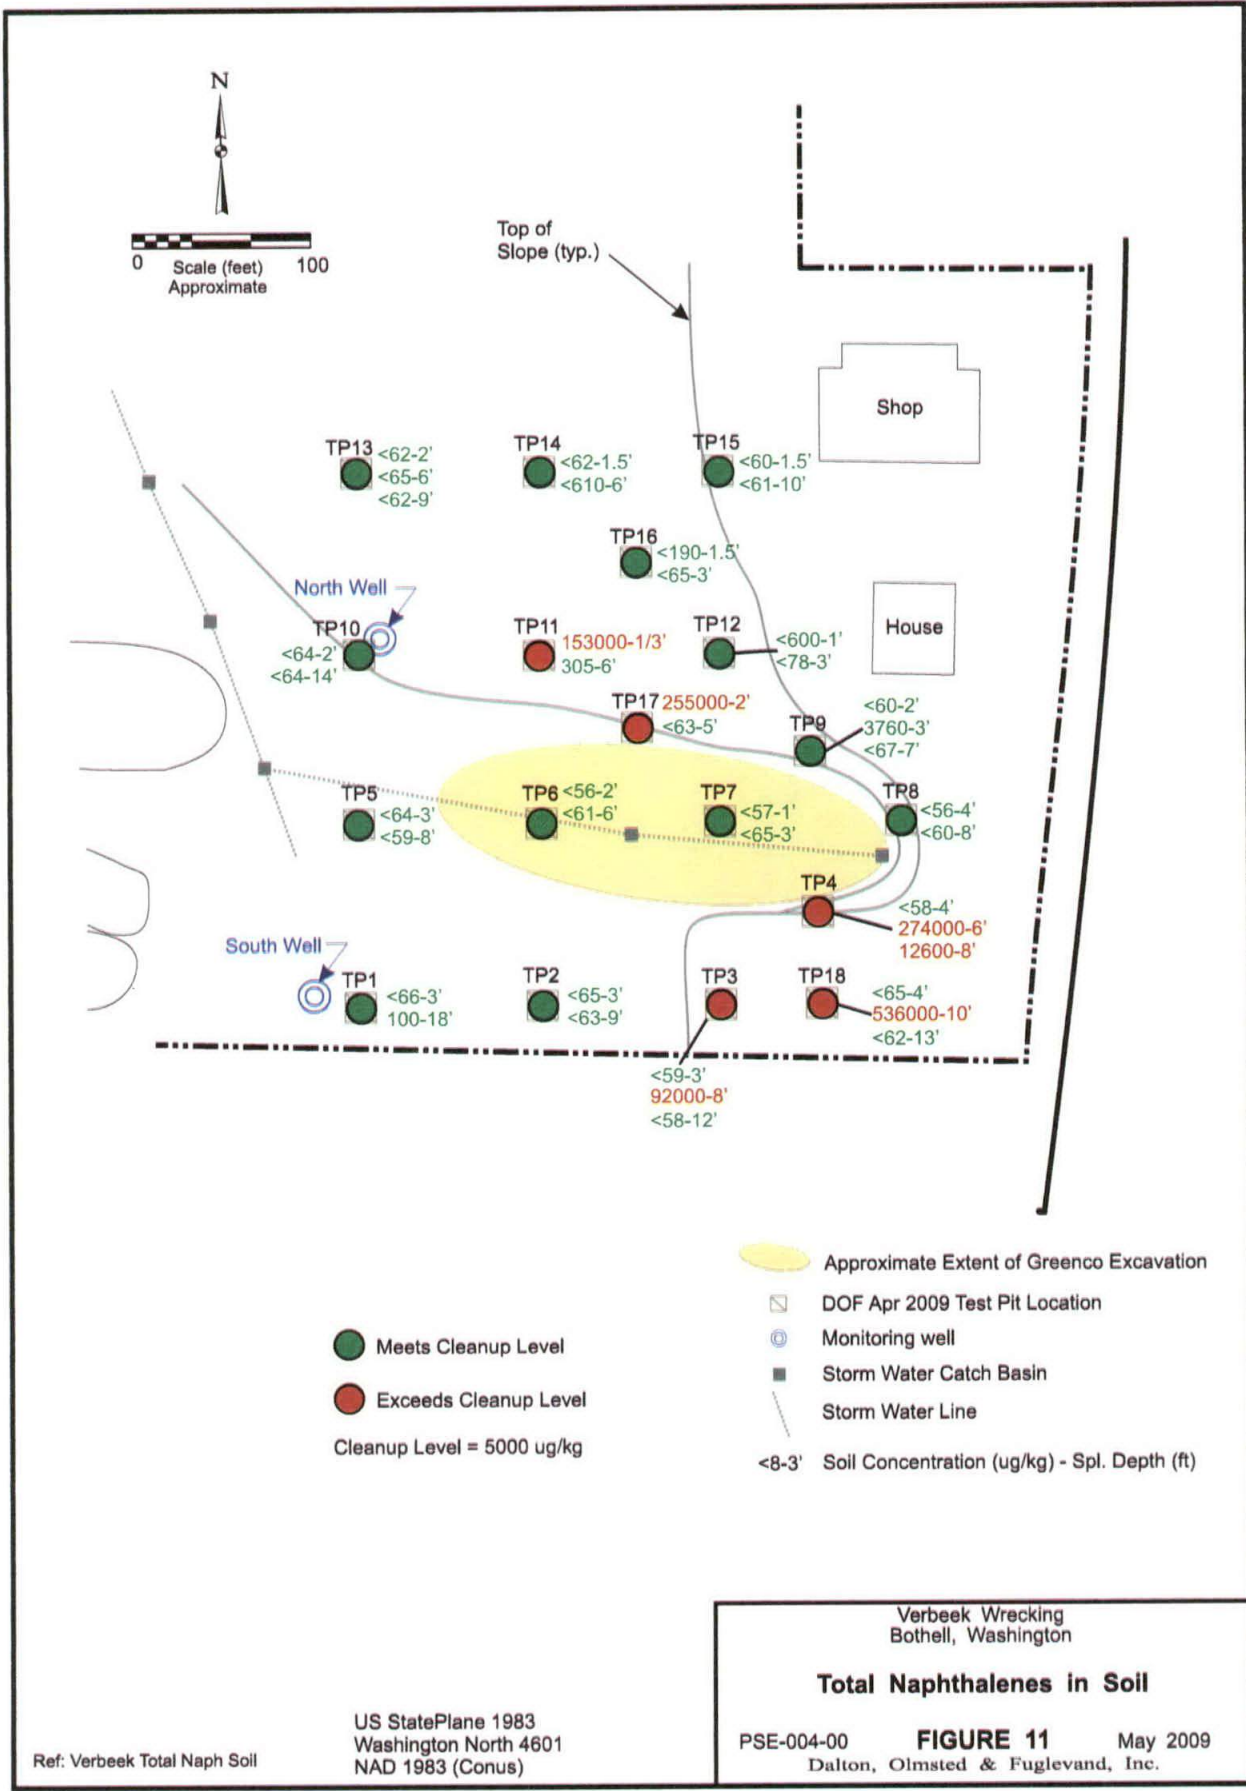 N
0 Scale (feet) 100
Approximate
Top of
Slope (typ.)
Shop
TP13
<62-2'
<65-6'
<62-9'
TP14
<62-1.5'
<610-6'
TP15
<60-1.5'
<61-10'
TP16
<190-1.5'
<65-3'
North Well
TP10
<64-2'
<64-14'
TP11
153000-1/3'
305-6'
TP12
<600-1'
<78-3'
House
TP17
255000-2'
<63-5'
TP9
<60-2'
3760-3'
<67-7'
TP5
<64-3'
<59-8'
TP6
<56-2'
<61-6'
TP7
<57-1'
<65-3'
TP8
<56-4'
<60-8'
TP4
<58-4'
274000-6'
12600-8'
South Well
TP1
<66-3'
100-18'
TP2
<65-3'
<63-9'
TP3
<59-3'
92000-8'
<58-12'
TP18
<65-4'
536000-10'
<62-13'
Approximate Extent of Greenco Excavation
DOF Apr 2009 Test Pit Location
Monitoring well
Storm Water Catch Basin
Storm Water Line
<8-3' Soil Concentration (ug/kg) - Spl. Depth (ft)
Meets Cleanup Level
Exceeds Cleanup Level
Cleanup Level = 5000 ug/kg
Verbeek Wrecking
Bothell, Washington
Total Naphthalenes in Soil
PSE-004-00 FIGURE 11 May 2009
Dalton, Olmsted & Fuglevand, Inc.
US StatePlane 1983
Washington North 4601
NAD 1983 (Conus)
Ref: Verbeek Total Naph Soil